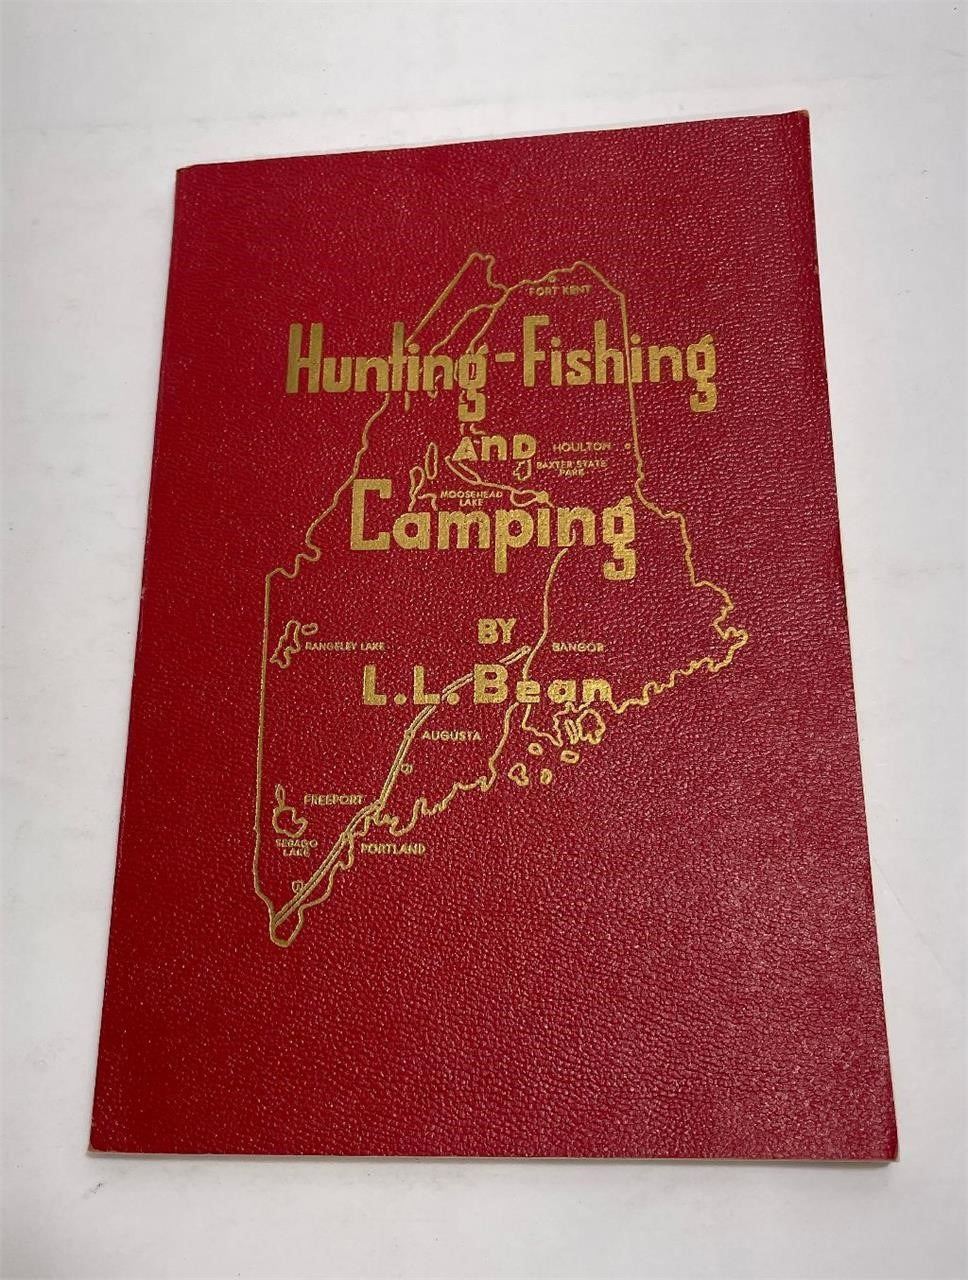 FORT KENT
Hunting-Fishing
AND
HOULTON
BAXTER STATE
PARK
MOOSEHEAD
LAKE
Camping
BY
RANGELEY LAKE
BANGOR
L.L. Bean
AUGUSTA
FREEPORT
SEBAGO
LAKE
PORTLAND